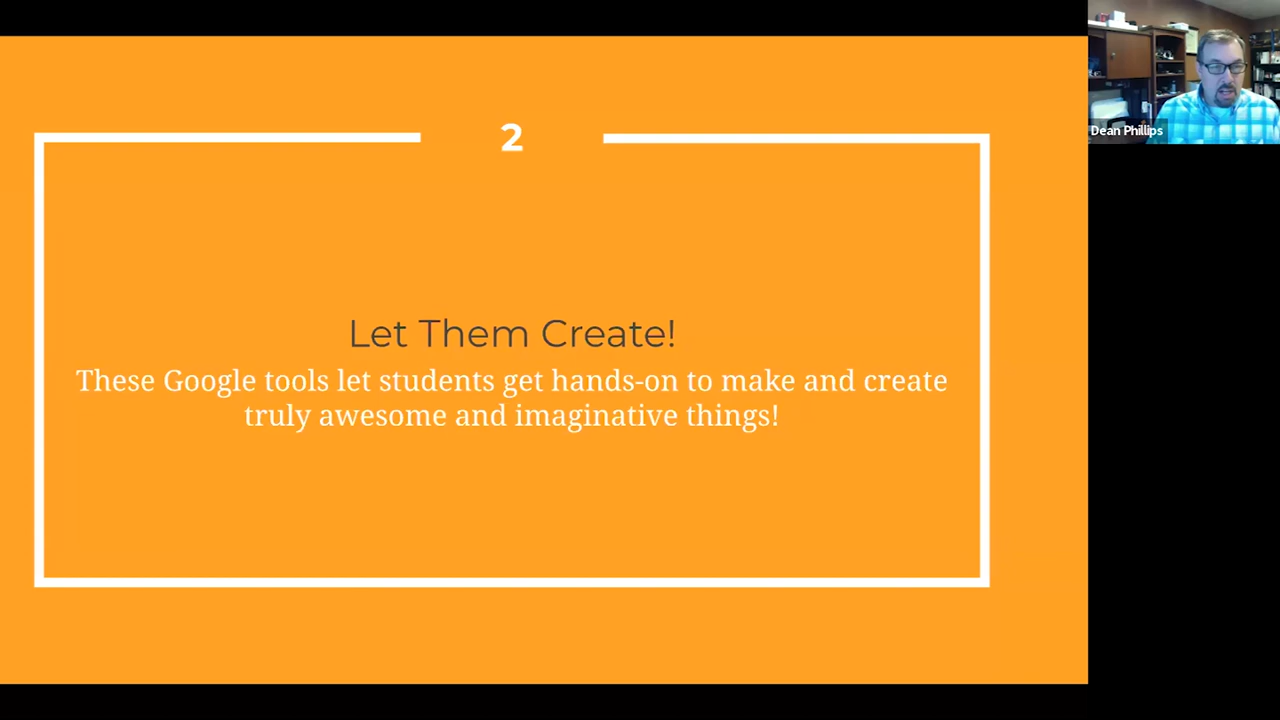 2
Let Them Create!
These Google tools let students get hands-on to make and create
truly awesome and imaginative things!
Dean Phillips